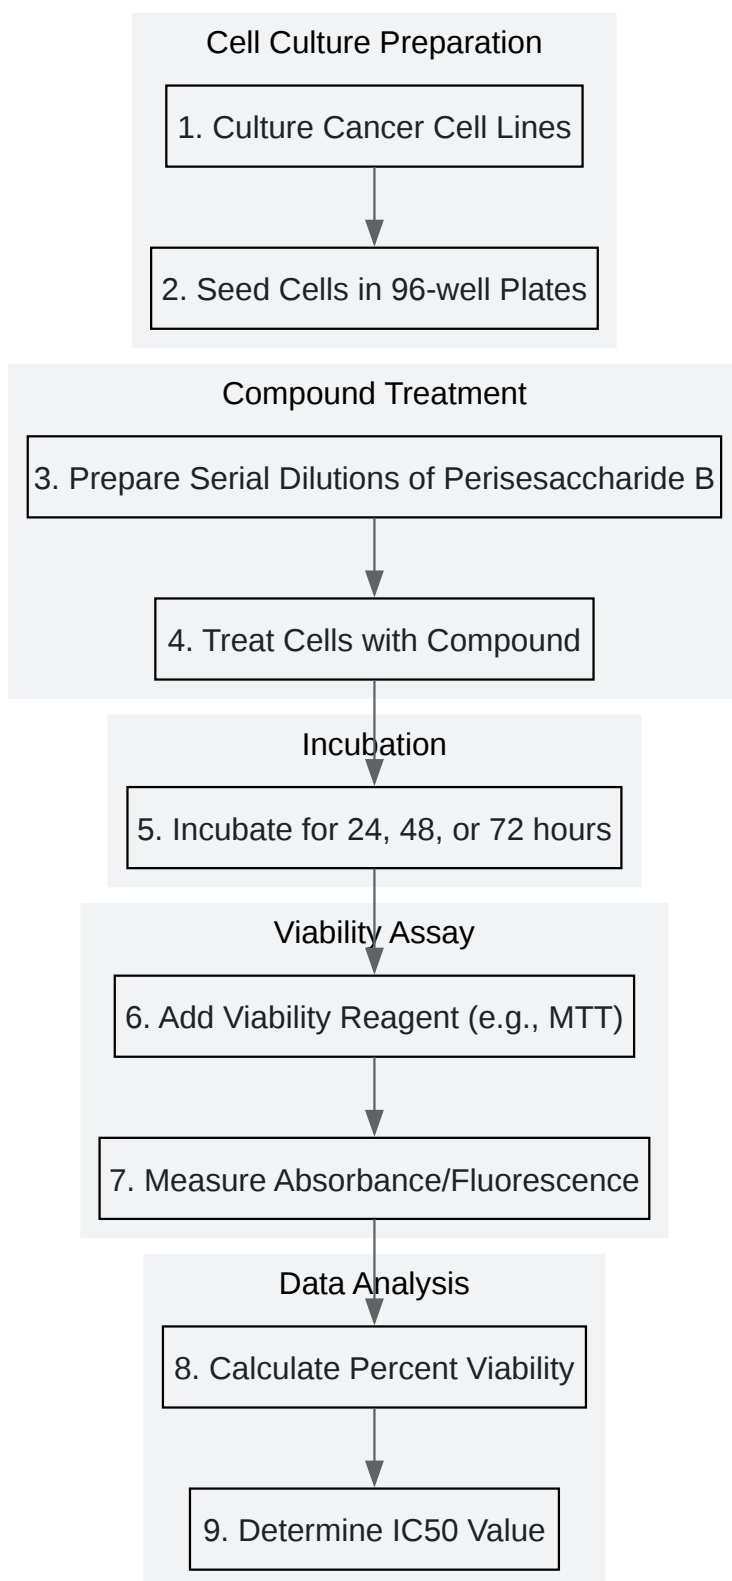 Cell Culture Preparation
1. Culture Cancer Cell Lines
2. Seed Cells in 96-well Plates
Compound Treatment
3. Prepare Serial Dilutions of Perisesaccharide B
4. Treat Cells with Compound
Incubation
5. Incubate for 24, 48, or 72 hours
Viability Assay
6. Add Viability Reagent (e.g., MTT)
7. Measure Absorbance/Fluorescence
Data Analysis
8. Calculate Percent Viability
9. Determine IC50 Value